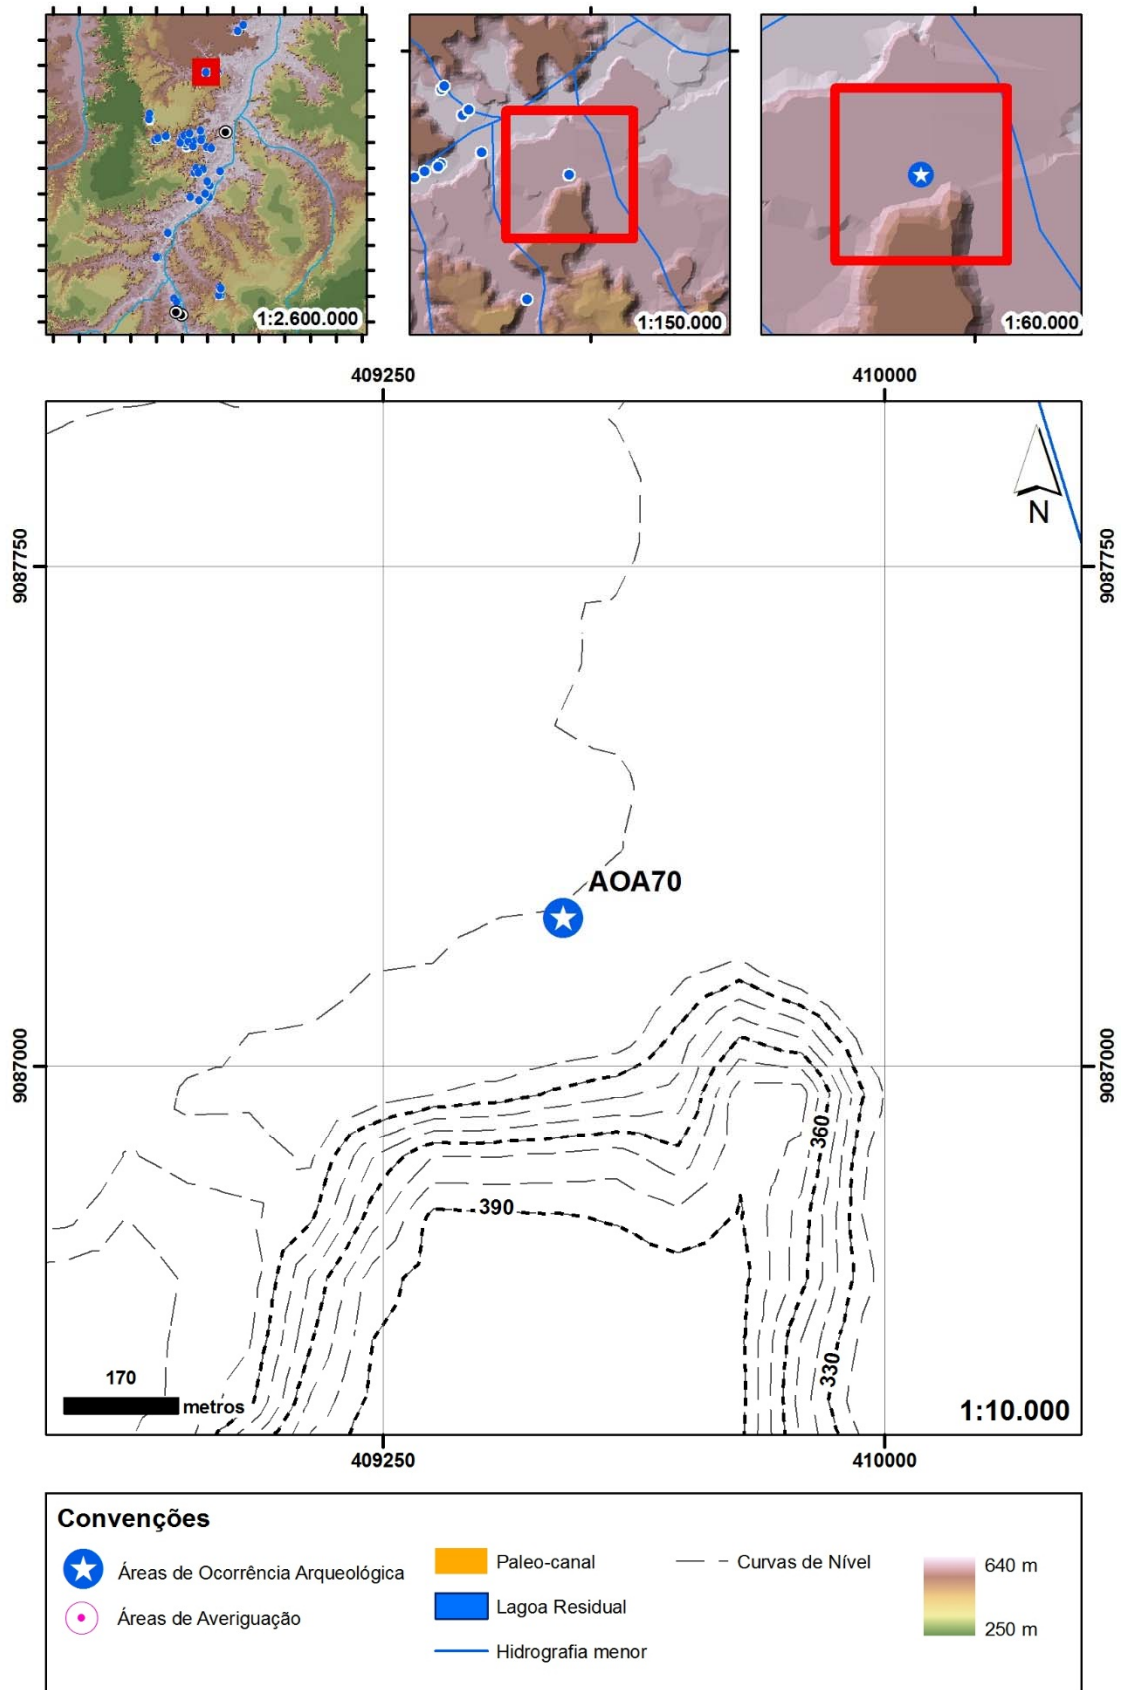 1:2.600.000
1:150.000
1:60.000
409250
410000
9087750
9087750
N
AOA70
9087000
9087000
360
390
330
170
metros
1:10.000
409250
410000
Convenções
Áreas de Ocorrência Arqueológica
Áreas de Averiguação
Paleo-canal
Lagoa Residual
Hidrografia menor
Curvas de Nível
640 m
250 m